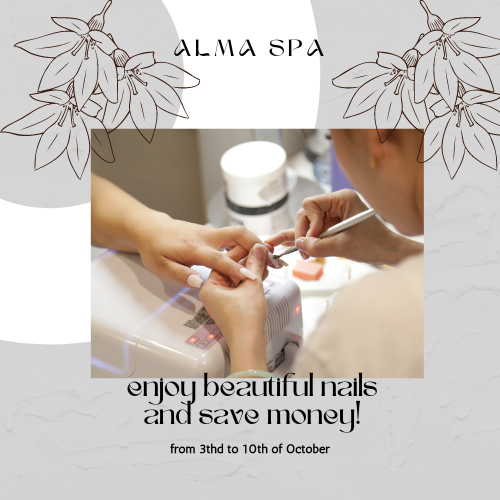 ALMA SPA
enjoy beautiful nails
and save money!
from 3thd to 10th of October